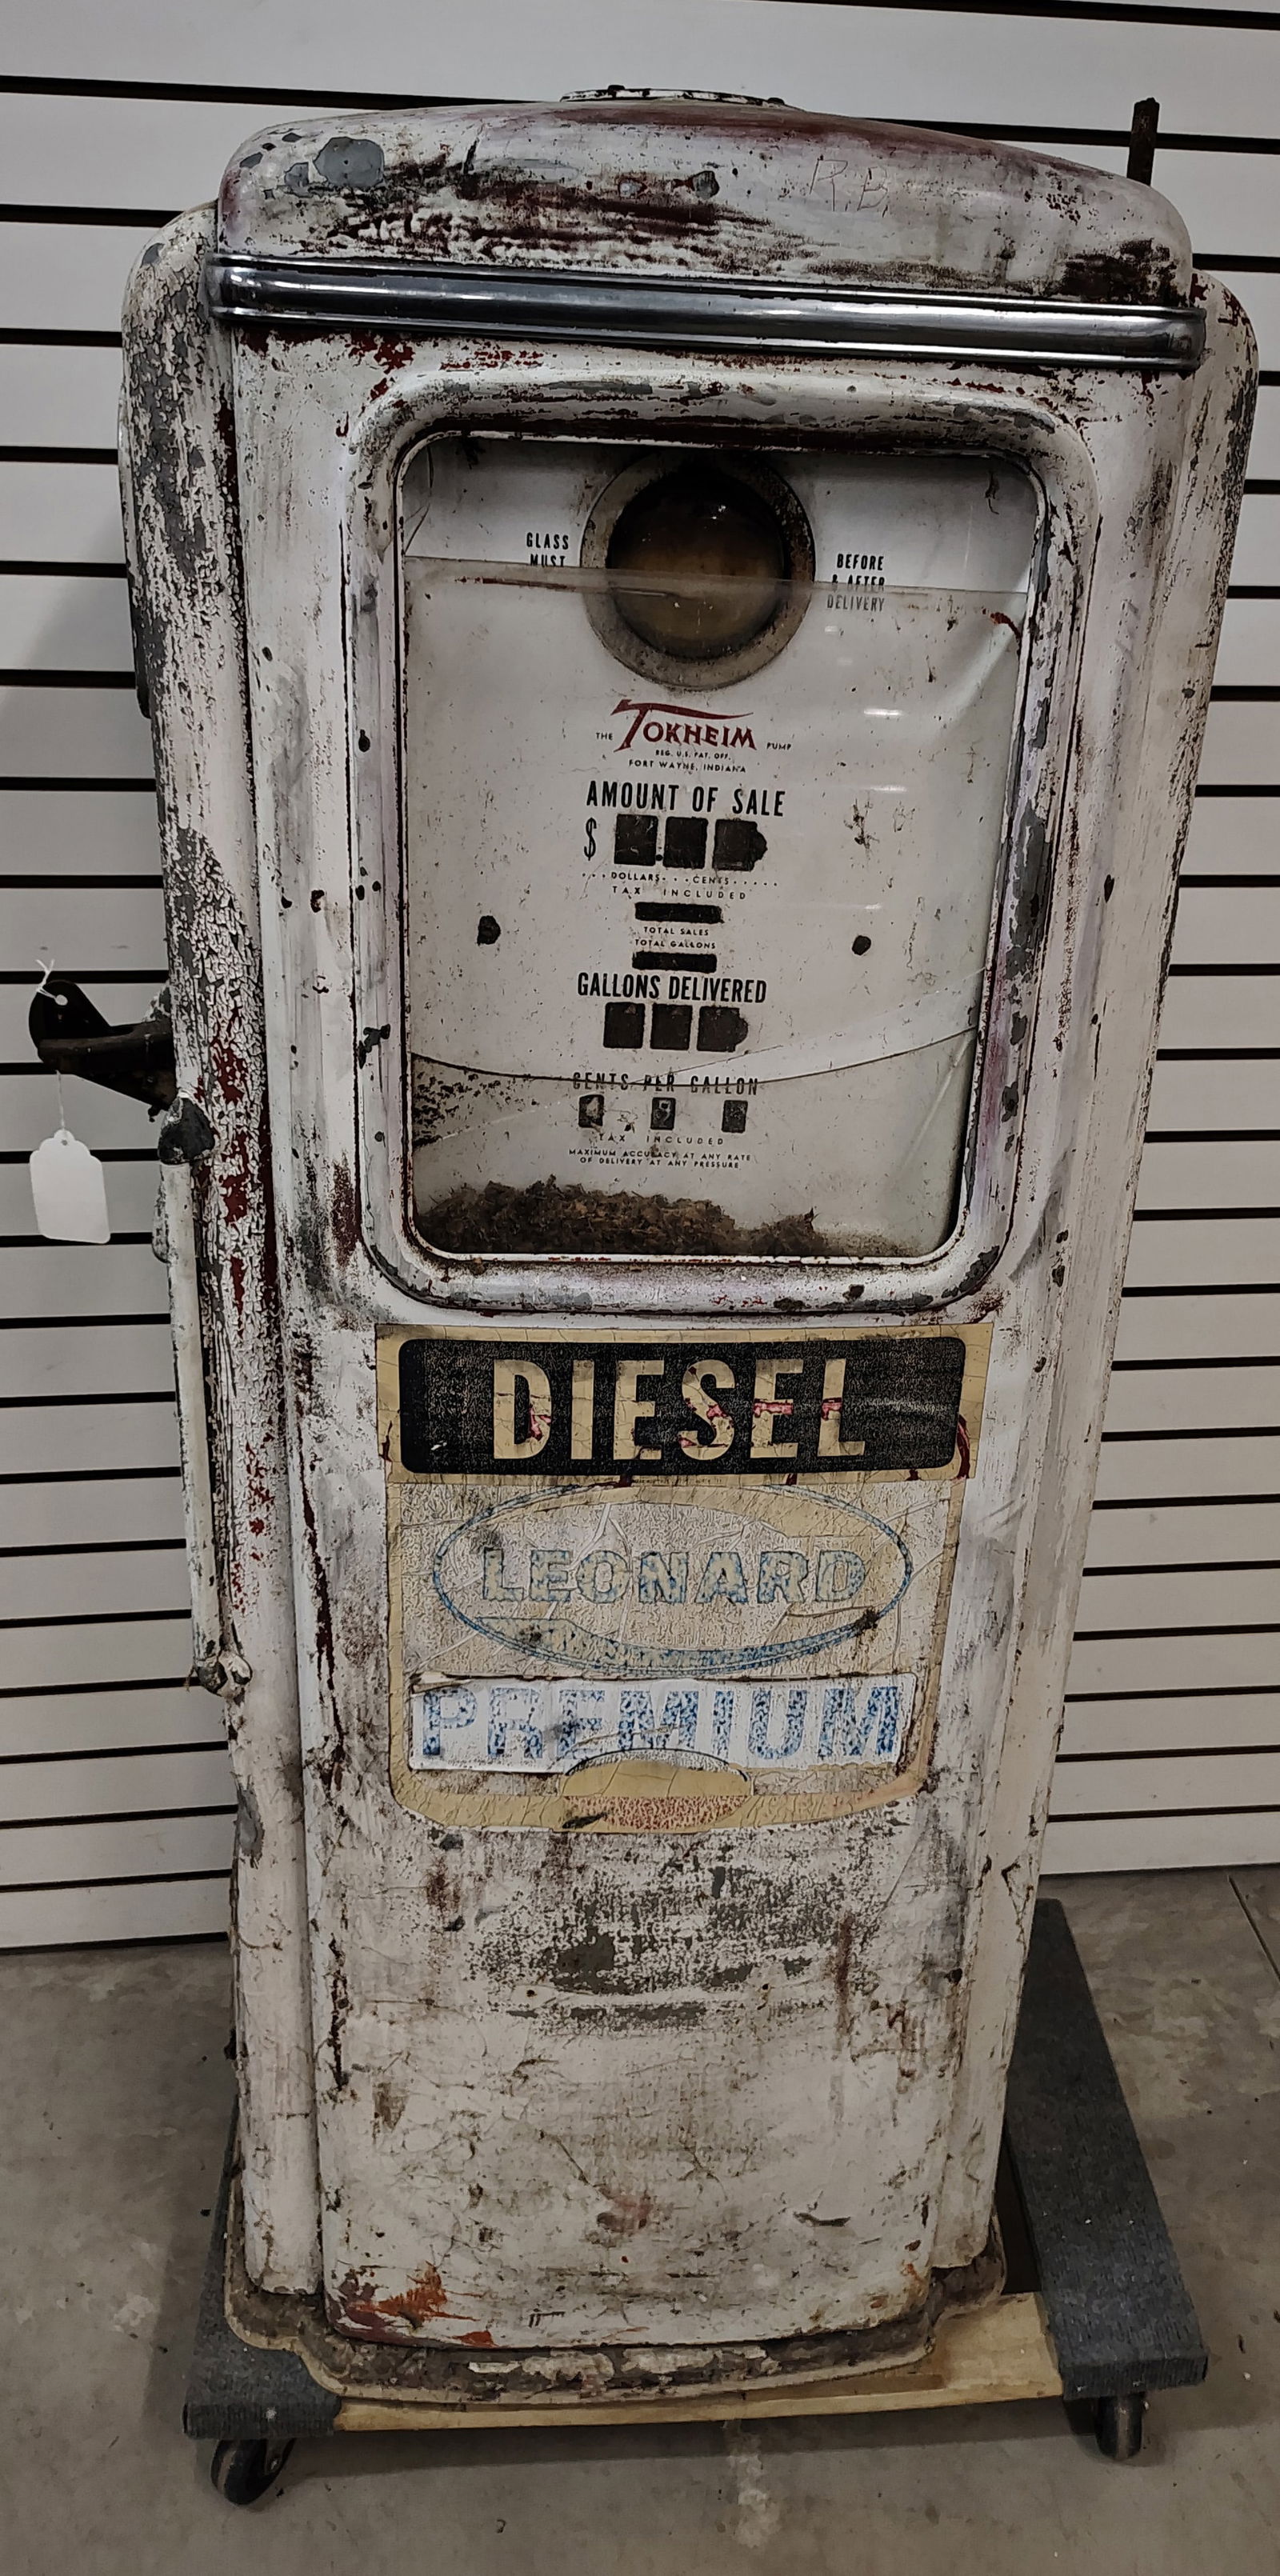 R.B.
GLASS
MUST
BEFORE
& AFTER
DELIVERY
THE TOKHEIM PUMP
REG. U.S. PAT. OFF.
FORT WAYNE, INDIANA
AMOUNT OF SALE
$
DOLLARS CENTS
TAX INCLUDED
TOTAL SALES
TOTAL GALLONS
GALLONS DELIVERED
CENTS PER GALLON
9
TAX INCLUDED
MAXIMUM ACCURACY AT ANY RATE
OF DELIVERY AT ANY PRESSURE
DIESEL
LEONARD
PREMIUM